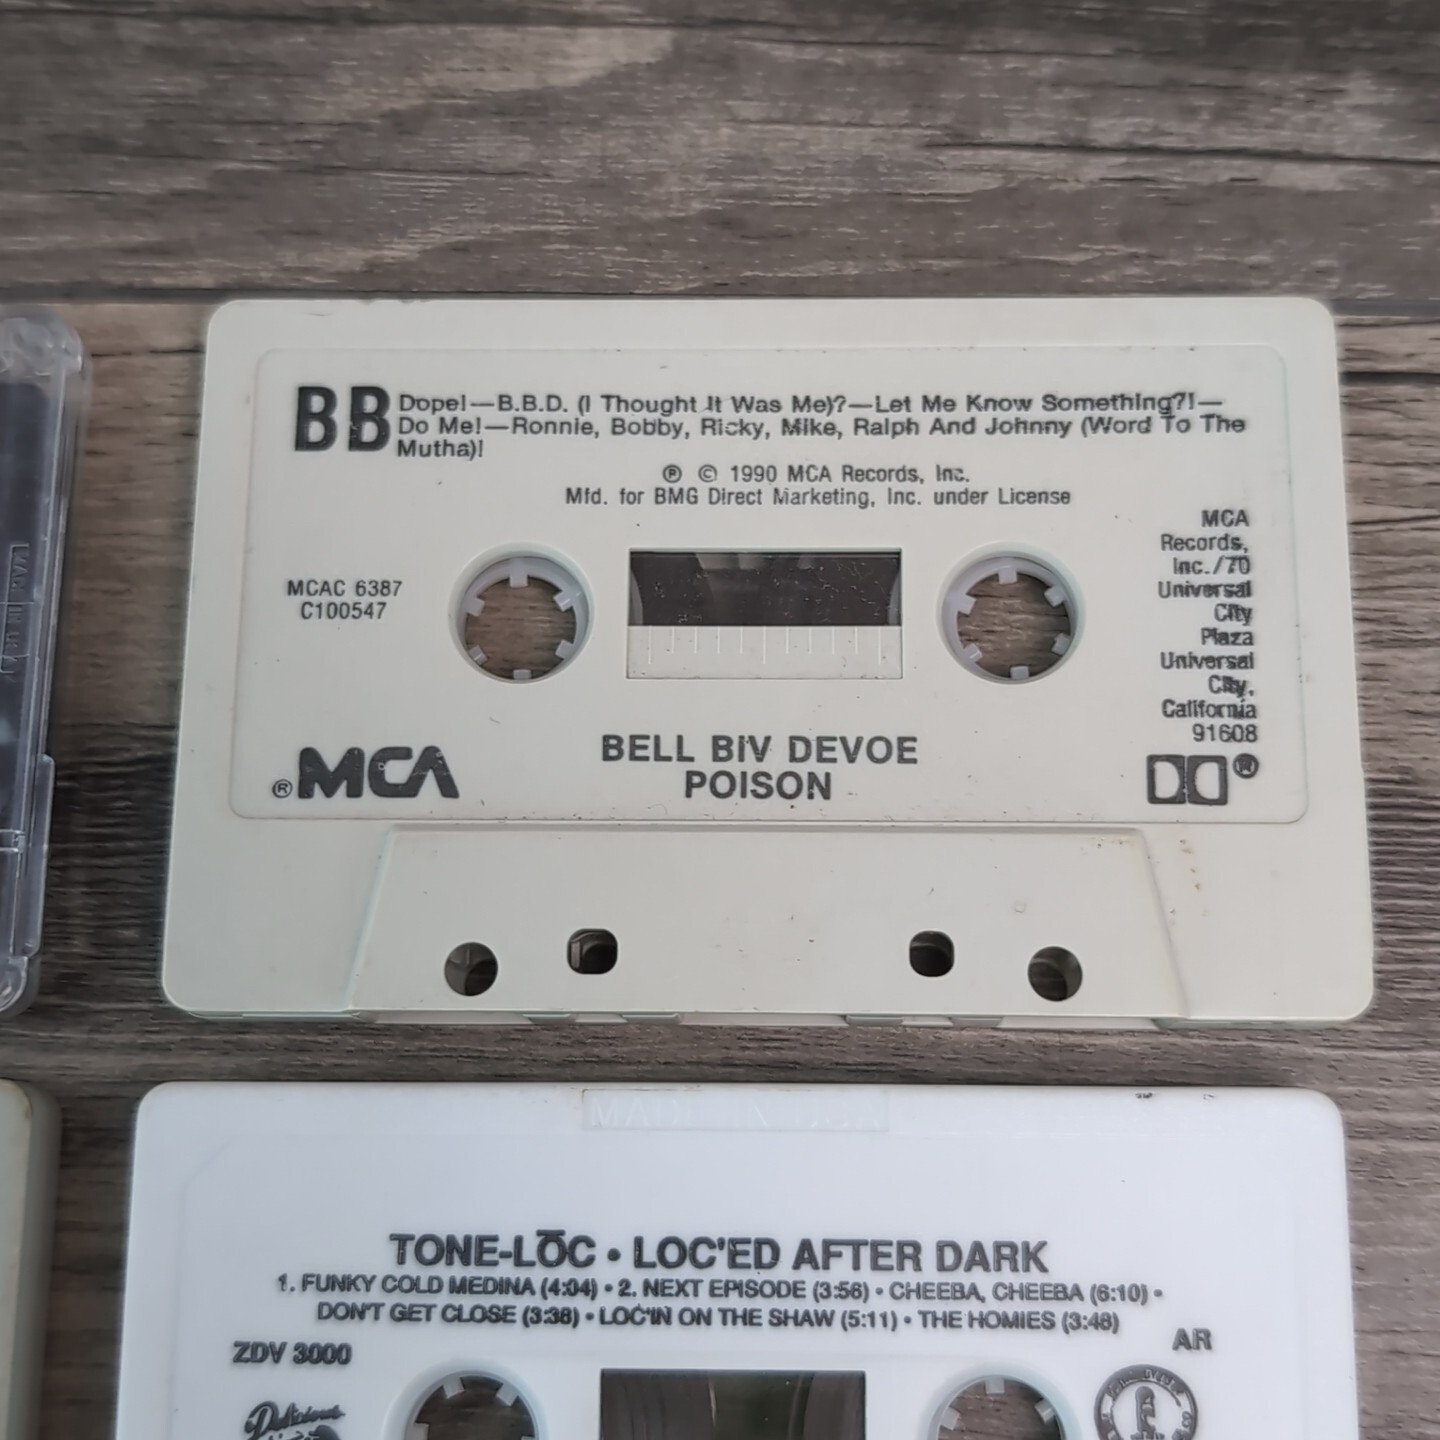 BB
Dope!—B.B.D. (I Thought It Was Me)?—Let Me Know Something?!—
Do Me!—Ronnie, Bobby, Ricky, Mike, Ralph And Johnny (Word To The
Mutha)!
℗ © 1990 MCA Records, Inc.
Mfd. for BMG Direct Marketing, Inc. under License
MCAC 6387
C100547
MCA
Records,
Inc./70
Universal
City
Plaza
Universal
City,
California
91608
®MCA
BELL BIV DEVOE
POISON
®
MADE IN USA
TONE-LŌC • LOC'ED AFTER DARK
1. FUNKY COLD MEDINA (4:04) • 2. NEXT EPISODE (3:56) • CHEEBA, CHEEBA (6:10) •
DON'T GET CLOSE (3:38) • LOC'IN ON THE SHAW (5:11) • THE HOMIES (3:48)
ZDV 3000
AR
Delicious